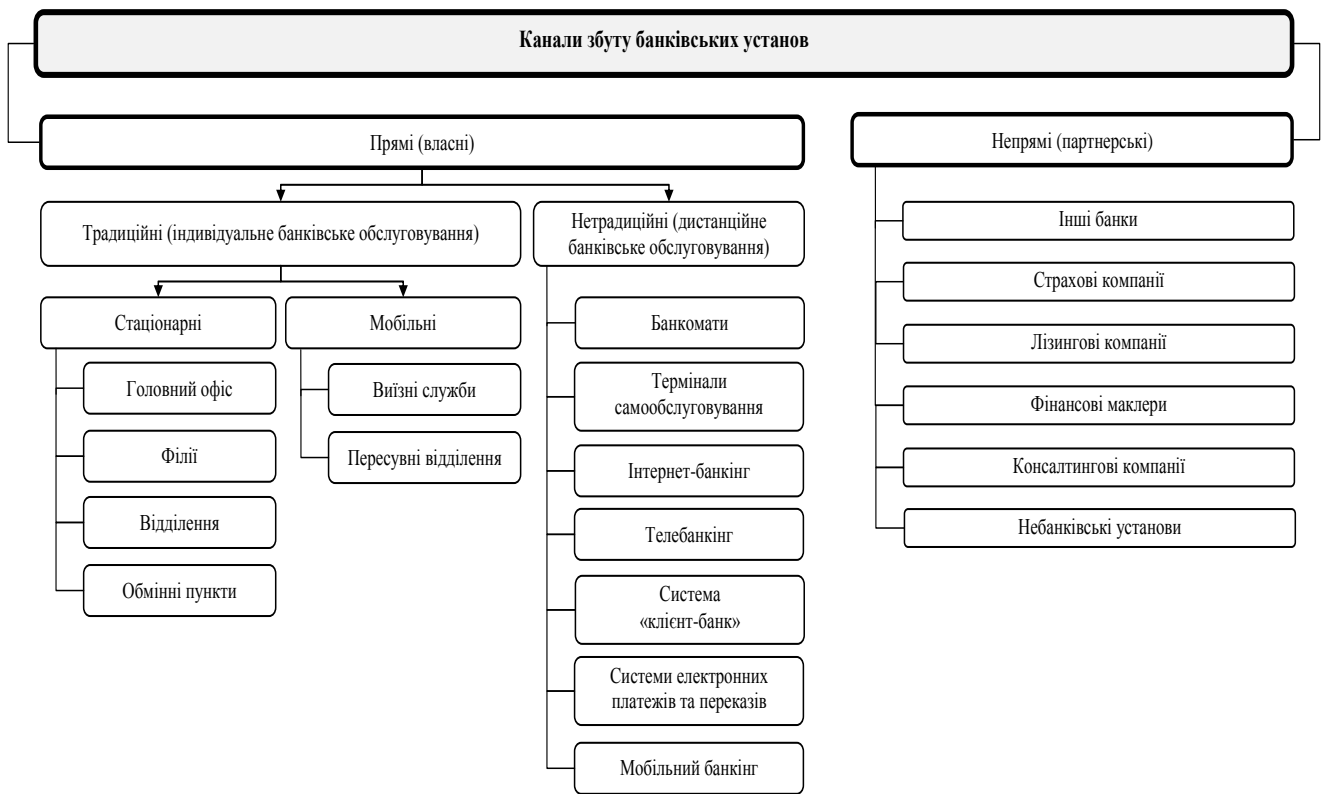 Канали збуту банківських установ
Прямі (власні)
Непрямі (партнерські)
Традиційні (індивідуальне банківське обслуговування)
Нетрадиційні (дистанційне
банківське обслуговування)
Стаціонарні
Головний офіс
Філії
Відділення
Обмінні пункти
Мобільні
Виїзні служби
Пересувні відділення
Банкомати
Термінали
самообслуговування
Інтернет-банкінг
Телебанкінг
Система
«клієнт-банк»
Системи електронних
платежів та переказів
Мобільний банкінг
Інші банки
Страхові компанії
Лізингові компанії
Фінансові маклери
Консалтингові компанії
Небанківські установи